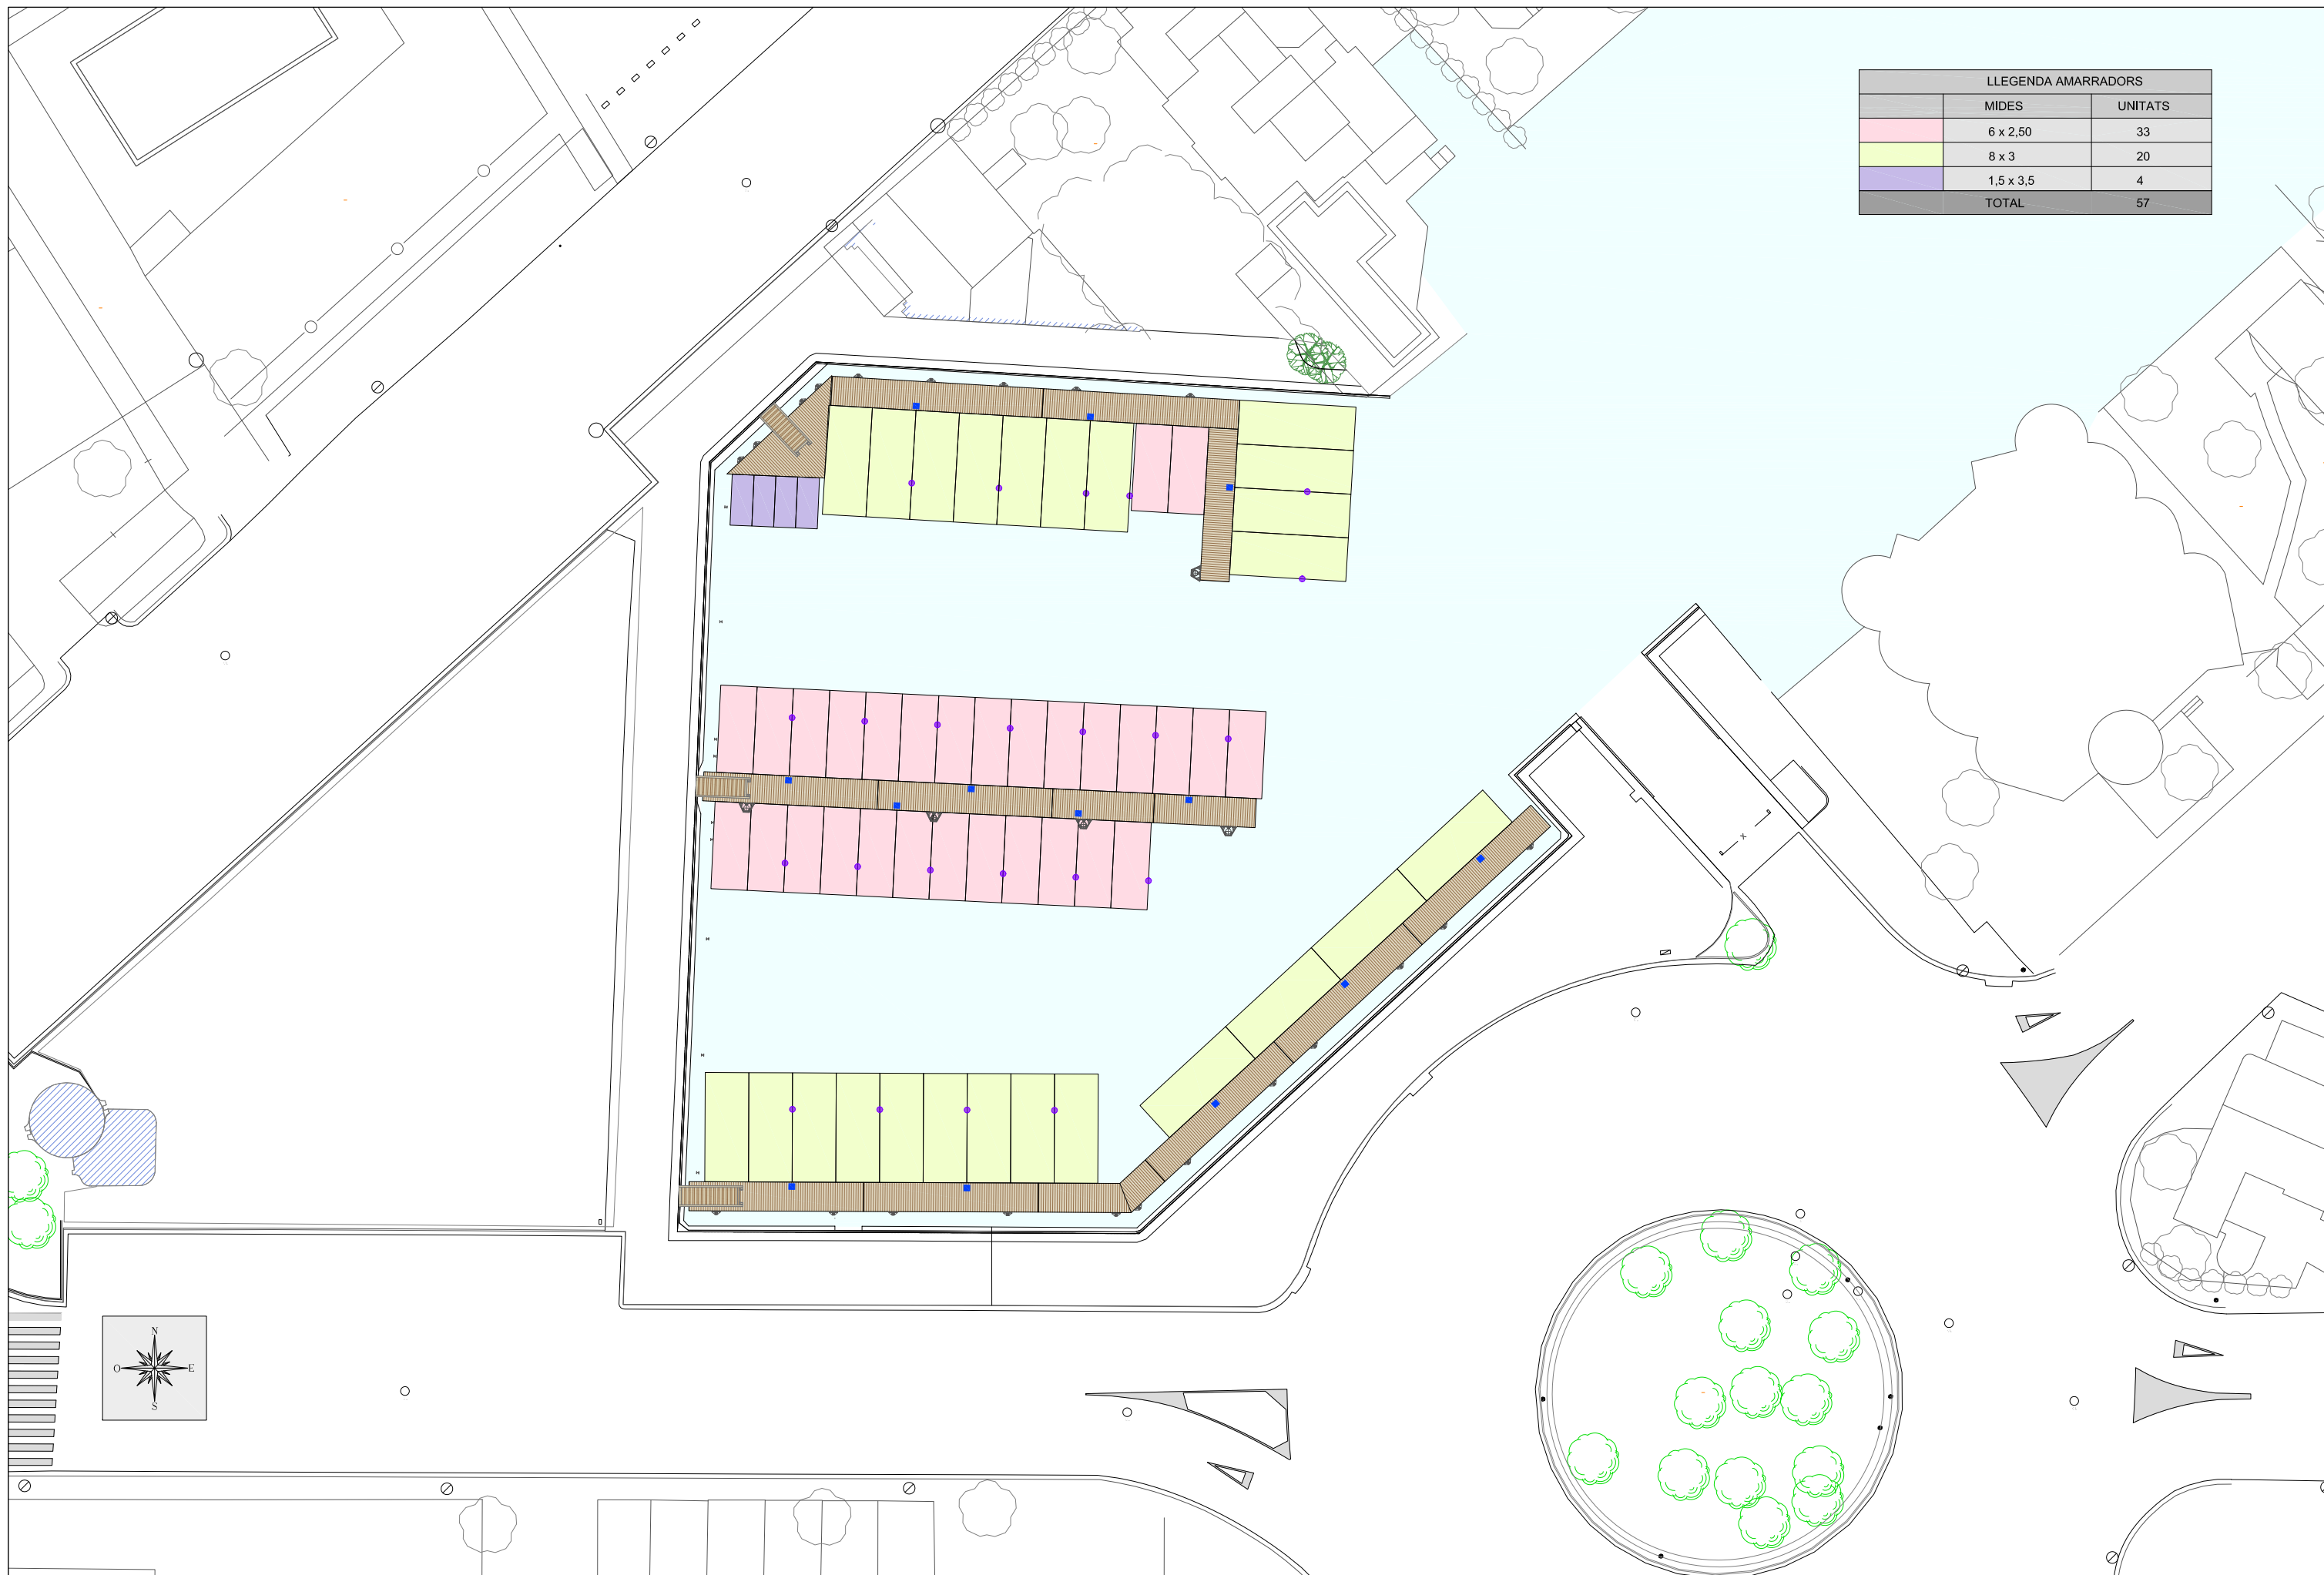 LLEGENDA AMARRADORS
MIDES UNITATS
6 x 2,50 33
8 x 3 20
1,5 x 3,5 4
TOTAL 57
N
O E
S